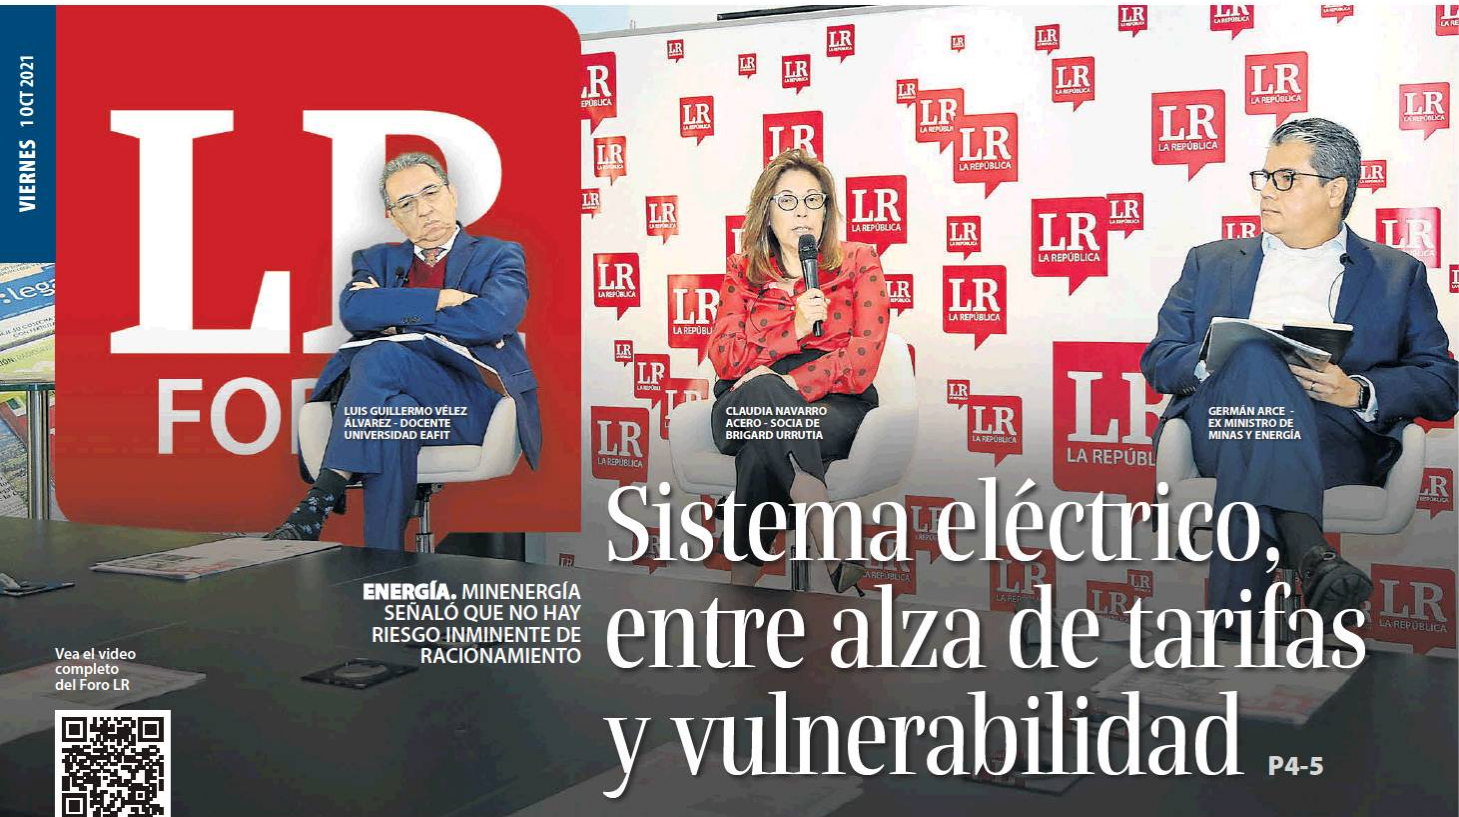 VIERNES 1 OCT 2021
LR
FORO
LR
LA REPÚBLICA
LUIS GUILLERMO VÉLEZ
ÁLVAREZ - DOCENTE
UNIVERSIDAD EAFIT
CLAUDIA NAVARRO
ACERO - SOCIA DE
BRIGARD URRUTIA
GERMÁN ARCE -
EX MINISTRO DE
MINAS Y ENERGÍA
Sistema eléctrico,
entre alza de tarifas
y vulnerabilidad P4-5
ENERGÍA. MINENERGÍA
SEÑALÓ QUE NO HAY
RIESGO INMINENTE DE
RACIONAMIENTO
Vea el video
completo
del Foro LR